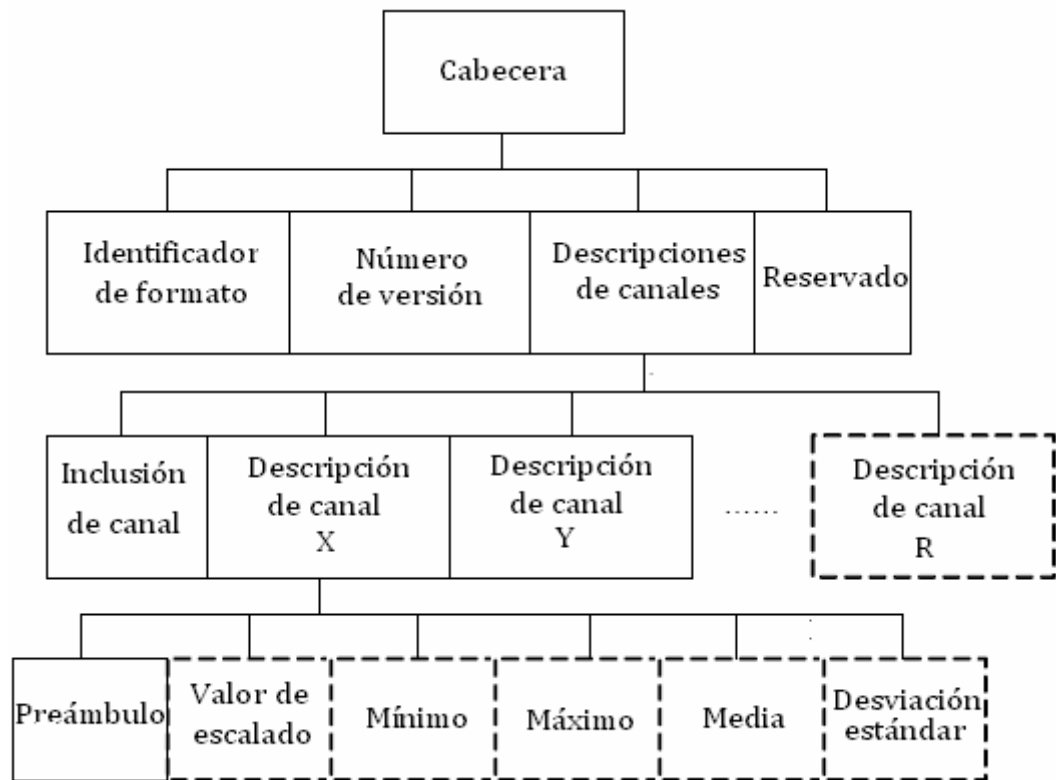 Cabecera
Identificador
de formato
Número
de versión
Descripciones
de canales
Reservado
Inclusión
de canal
Descripción
de canal
X
Descripción
de canal
Y
......
Descripción
de canal
R
Preámbulo
Valor de
escalado
Mínimo
Máximo
Media
Desviación
estándar